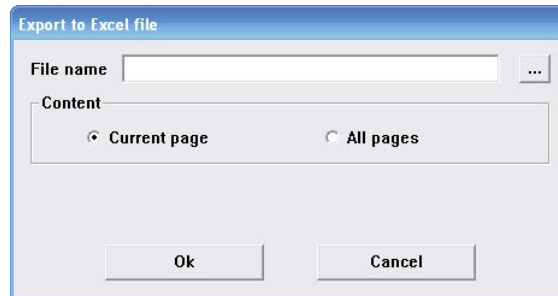 Export to Excel file
File name ...
Content
Current page All pages
Ok Cancel